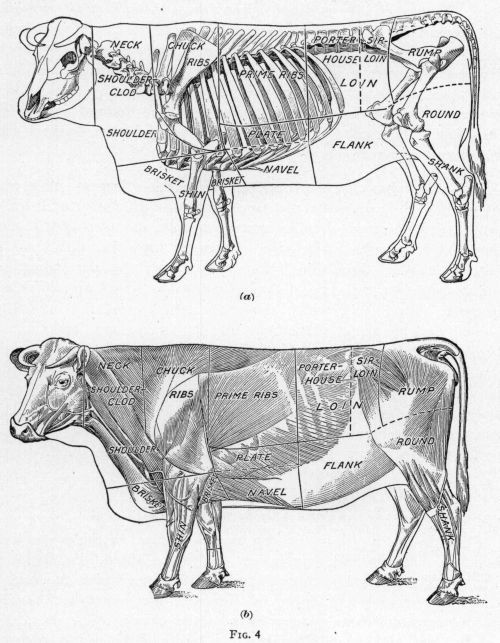 NECK
CHUCK
RIBS
SHOULDER-
CLOD
SHOULDER
PRIME RIBS
PORTER-
HOUSE
SIR-
LOIN
LOIN
RUMP
ROUND
PLATE
FLANK
NAVEL
BRISKET
SHIN
BRISKET
SHANK
(a)
NECK
CHUCK
RIBS
SHOULDER-
CLOD
SHOULDER
PRIME RIBS
PORTER-
HOUSE
SIR-
LOIN
LOIN
RUMP
ROUND
PLATE
FLANK
NAVEL
BRISKET
SHIN
BRISKET
SHANK
(b)
FIG. 4